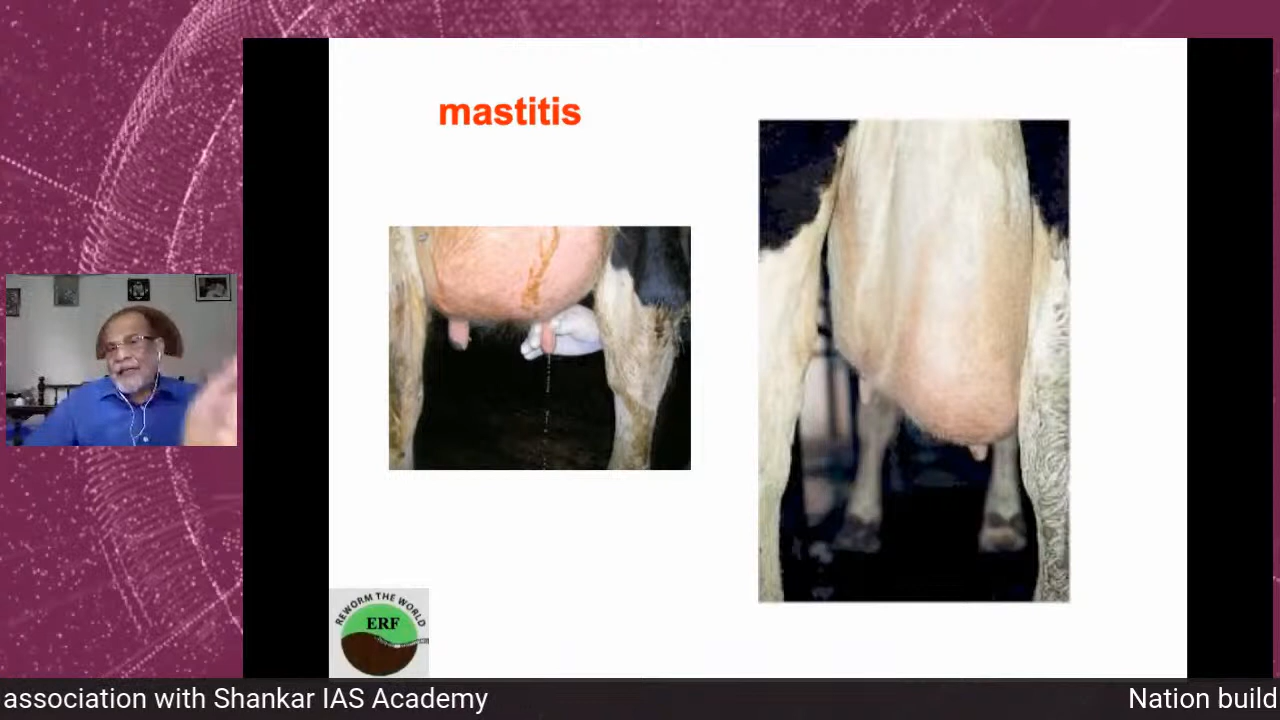 mastitis
REWORM THE WORLD
ERF
association with Shankar IAS Academy
Nation build